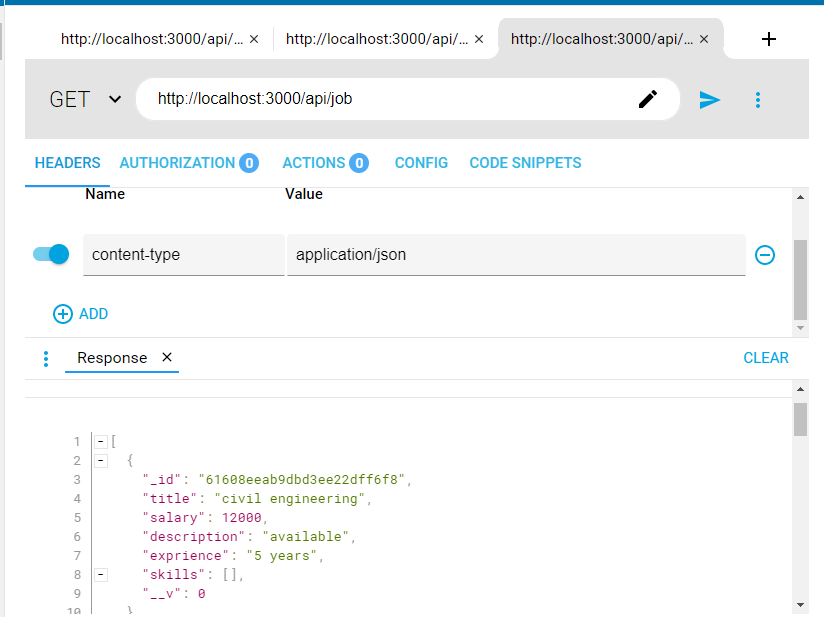 http://localhost:3000/api/... × http://localhost:3000/api/... × http://localhost:3000/api/... × +
GET http://localhost:3000/api/job
HEADERS AUTHORIZATION 0 ACTIONS 0 CONFIG CODE SNIPPETS
Name Value
content-type application/json
ADD
Response × CLEAR
1 [
2 {
3 "_id": "61608eeab9dbd3ee22dff6f8",
4 "title": "civil engineering",
5 "salary": 12000,
6 "description": "available",
7 "exprience": "5 years",
8 "skills": [],
9 "__v": 0
10 }